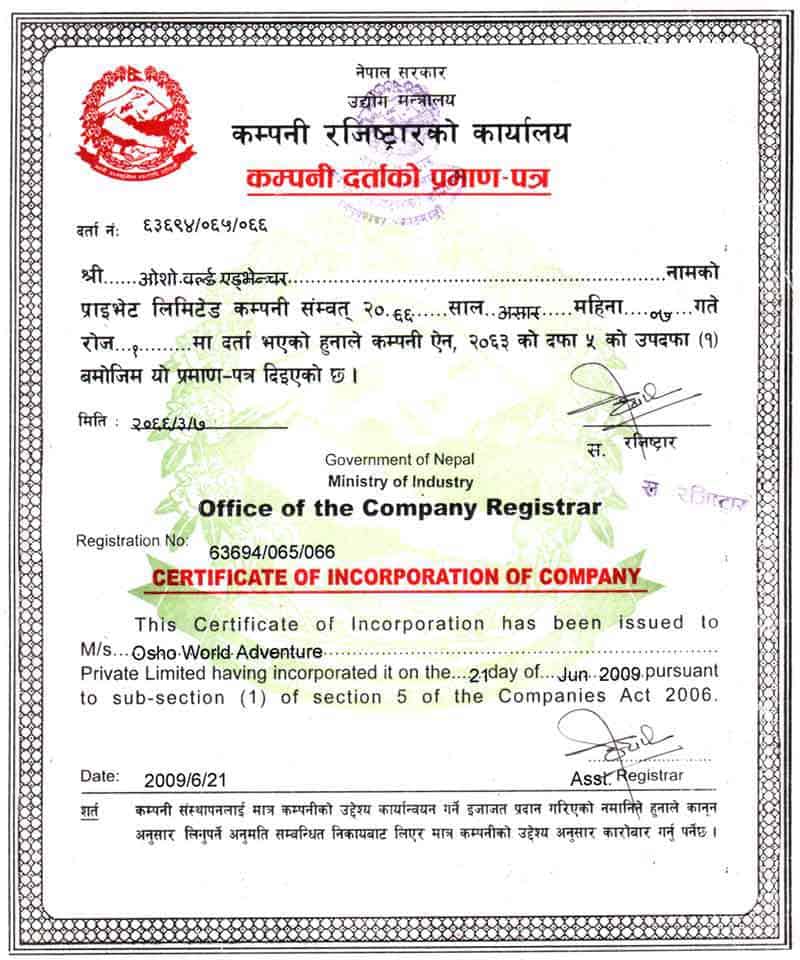 नेपाल सरकार
उद्योग मन्त्रालय
कम्पनी रजिष्ट्रारको कार्यालय
कम्पनी दर्ताको प्रमाण-पत्र
दर्ता नं: ६३६९४/०६५/०६६
श्री......ओशो वर्ल्ड एड्भेन्चर......नामको
प्राइभेट लिमिटेड कम्पनी संम्वत् २०.६६......साल..असार......महिना....०७...गते
रोज...१........मा दर्ता भएको हुनाले कम्पनी ऐन, २०६३ को दफा ५ को उपदफा (१)
बमोजिम यो प्रमाण-पत्र दिइएको छ ।
मिति : २०६६/३/७
स. रजिष्ट्रार
स रजिष्टार
Government of Nepal
Ministry of Industry
Office of the Company Registrar
Registration No: 63694/065/066
CERTIFICATE OF INCORPORATION OF COMPANY
This Certificate of Incorporation has been issued to
M/s...Osho World Adventure......
Private Limited having incorporated it on the...21day of...Jun..2009.pursuant
to sub-section (1) of section 5 of the Companies Act 2006.
Date: 2009/6/21
Asst. Registrar
शर्त कम्पनी संस्थापनलाई मात्र कम्पनीको उद्देश्य कार्यान्वयन गर्ने इजाजत प्रदान गरिएको नमानिने हुनाले कानून
अनुसार लिनुपर्ने अनुमति सम्बन्धित निकायबाट लिएर मात्र कम्पनीको उद्देश्य अनुसार कारोबार गर्नु पर्नेछ ।